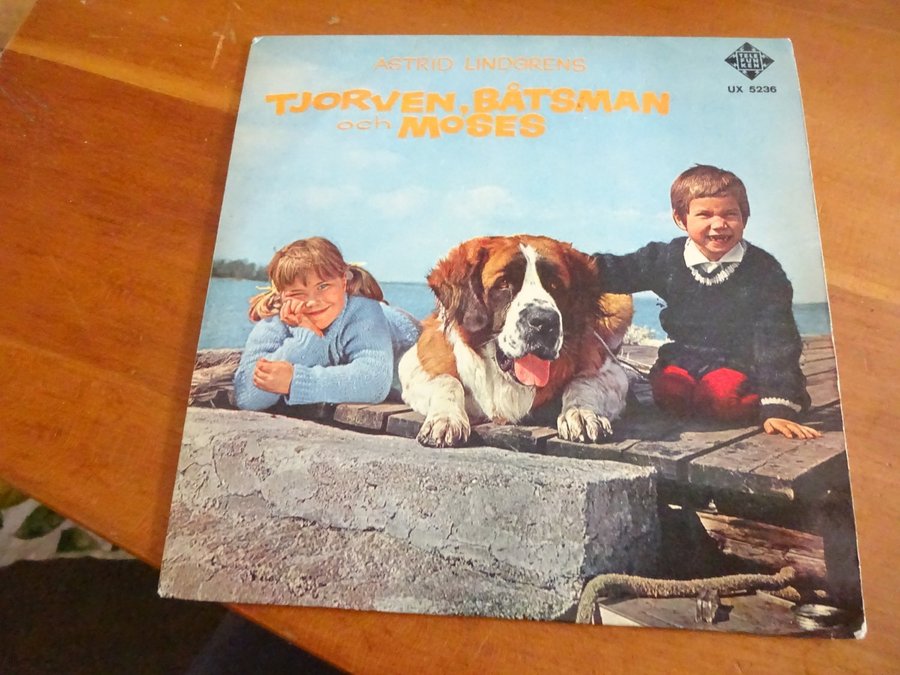 ASTRID LINDGRENS
TJORVEN, BÅTSMAN
och MOSES
TELE
FUN
KEN
UX 5236